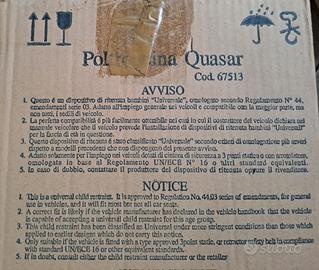 Pol ina Quasar
Cod. 67513
AVVISO
1. Questo è un dispositivo di ritenuta bambini "Universale", omologato secondo Regolamento N° 44,
emendamenti serie 03. Adatto all'impiego generale nei veicoli e compatibile con la maggior parte, ma
non tutti, i sedili di veicolo.
2. La perfetta compatibilità è più facilmente ottenibile nei casi in cui il costruttore del veicolo dichiara nel
manuale veicolare che il veicolo prevede l'installazione di dispositivi di ritenuta bambini "Universali"
per la fascia di età in questione.
3. Questo dispositivo di ritenuta è stato classificato "Universale" secondo criteri di omologazione più severi
rispetto a modelli precedenti che non dispongono del presente avviso.
4. Adatto solamente per l'impiego nei veicoli dotati di cintura di sicurezza a 3 punti statica o con arrotolatore,
omologata in base al Regolamento UN/ECE N° 16 o altri standard equivalenti.
5. In caso di dubbio, contattare il produttore del dispositivo oppure il rivenditore.
NOTICE
1. This is a universal child restraint. It is approved to Regulation No. 44.03 series of amendments, for general
use in vehicles, and it will fit most but not all car seats.
2. A correct fit is likely if the vehicle manufacturer has declared in the vehicle handbook that the vehicle
is capable of accepting a universal child restraint for this age group.
3. This child restraint has been classified as Universal under more stringent conditions than those which
applied to earlier designs which do not carry this notice.
4. Only suitable if the vehicle is fitted with a type approved 3 points static, or retractor safety belt in compliance
with standard UN/ECE N° 16 or other equivalent standards.
5. If in doubt, consult either the child restraint manufacturer or the retailer.